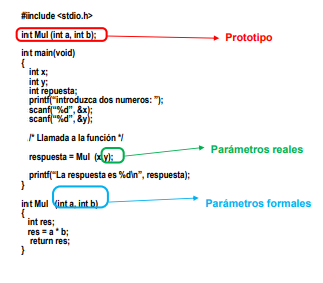 #iinclude <stdio.h>
int Mul (int a, int b);
Prototipo
int main(void)
{
int x;
int y;
int repuesta;
printf("introduzca dos numeros: ");
scanf("%d", &x);
scanf("%d", &y);
/* Llamada a la función */
respuesta = Mul (x,y);
Parámetros reales
printf("La respuesta es %d\n", respuesta);
}
int Mul (int a, int b)
Parámetros formales
{
int res;
res = a * b;
return res;
}